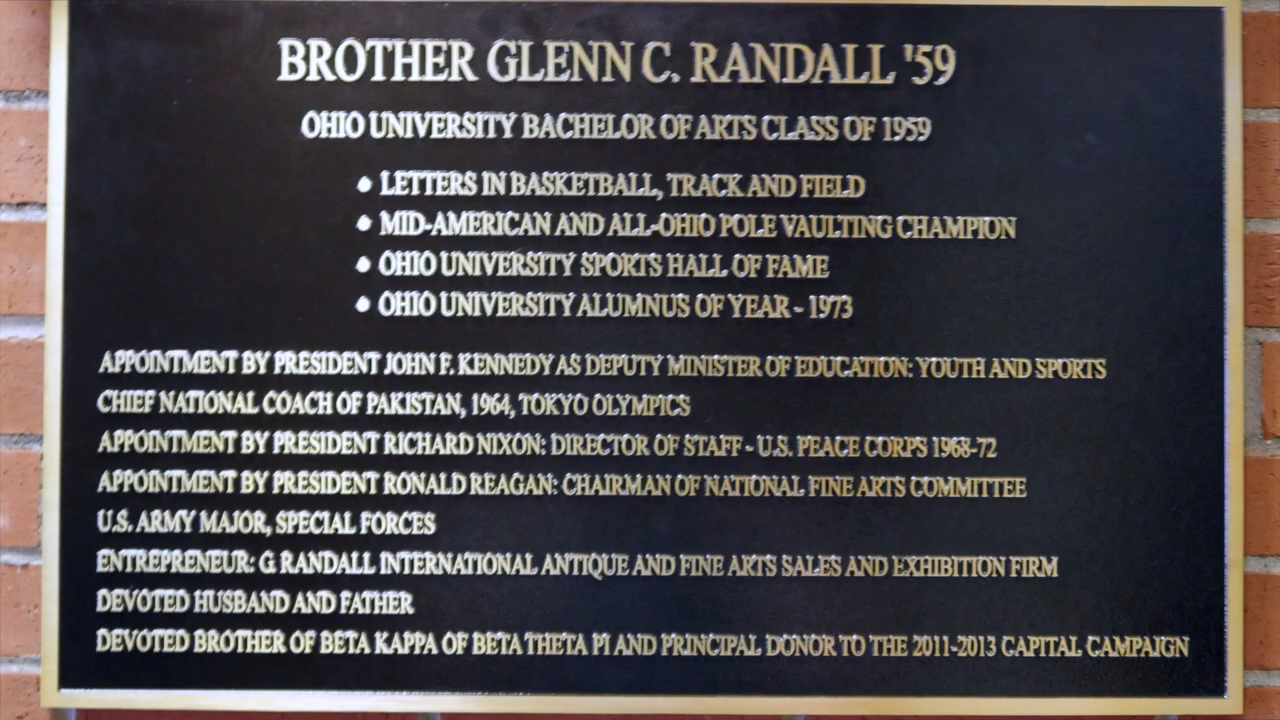 BROTHER GLENN C. RANDALL '59
OHIO UNIVERSITY BACHELOR OF ARTS CLASS OF 1959
• LETTERS IN BASKETBALL, TRACK AND FIELD
• MID-AMERICAN AND ALL-OHIO POLE VAULTING CHAMPION
• OHIO UNIVERSITY SPORTS HALL OF FAME
• OHIO UNIVERSITY ALUMNUS OF YEAR - 1973
APPOINTMENT BY PRESIDENT JOHN F. KENNEDY AS DEPUTY MINISTER OF EDUCATION: YOUTH AND SPORTS
CHIEF NATIONAL COACH OF PAKISTAN, 1964, TOKYO OLYMPICS
APPOINTMENT BY PRESIDENT RICHARD NIXON: DIRECTOR OF STAFF - U.S. PEACE CORPS 1968-72
APPOINTMENT BY PRESIDENT RONALD REAGAN: CHAIRMAN OF NATIONAL FINE ARTS COMMITTEE
U.S. ARMY MAJOR, SPECIAL FORCES
ENTREPRENEUR: G. RANDALL INTERNATIONAL ANTIQUE AND FINE ARTS SALES AND EXHIBITION FIRM
DEVOTED HUSBAND AND FATHER
DEVOTED BROTHER OF BETA KAPPA OF BETA THETA PI AND PRINCIPAL DONOR TO THE 2011-2013 CAPITAL CAMPAIGN